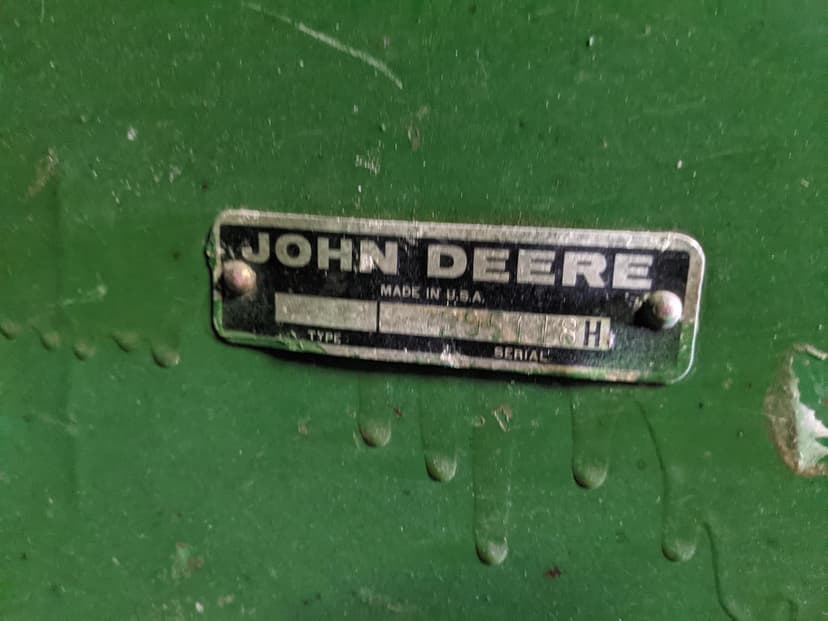 JOHN DEERE
MADE IN U.S.A.
H
TYPE SERIAL